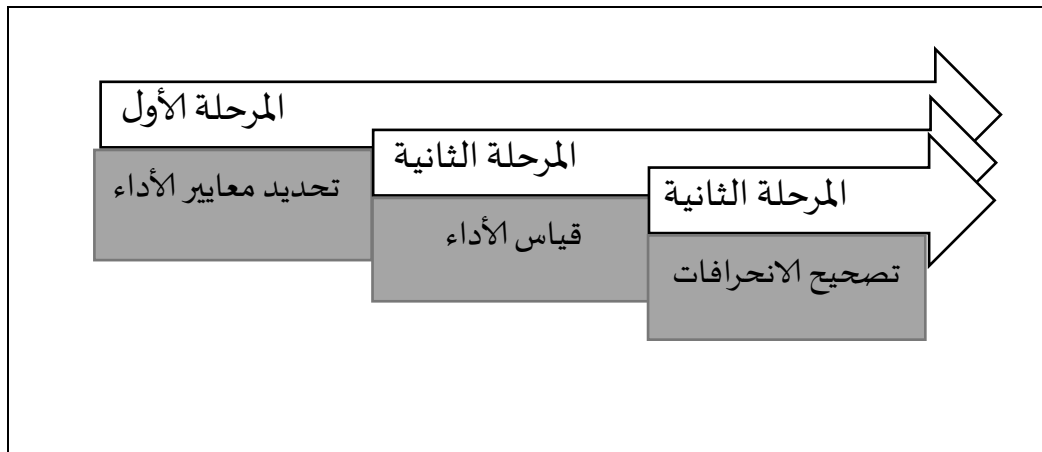 المرحلة الأول
تحديد معايير الأداء
المرحلة الثانية
قياس الأداء
المرحلة الثانية
تصحيح الانحرافات